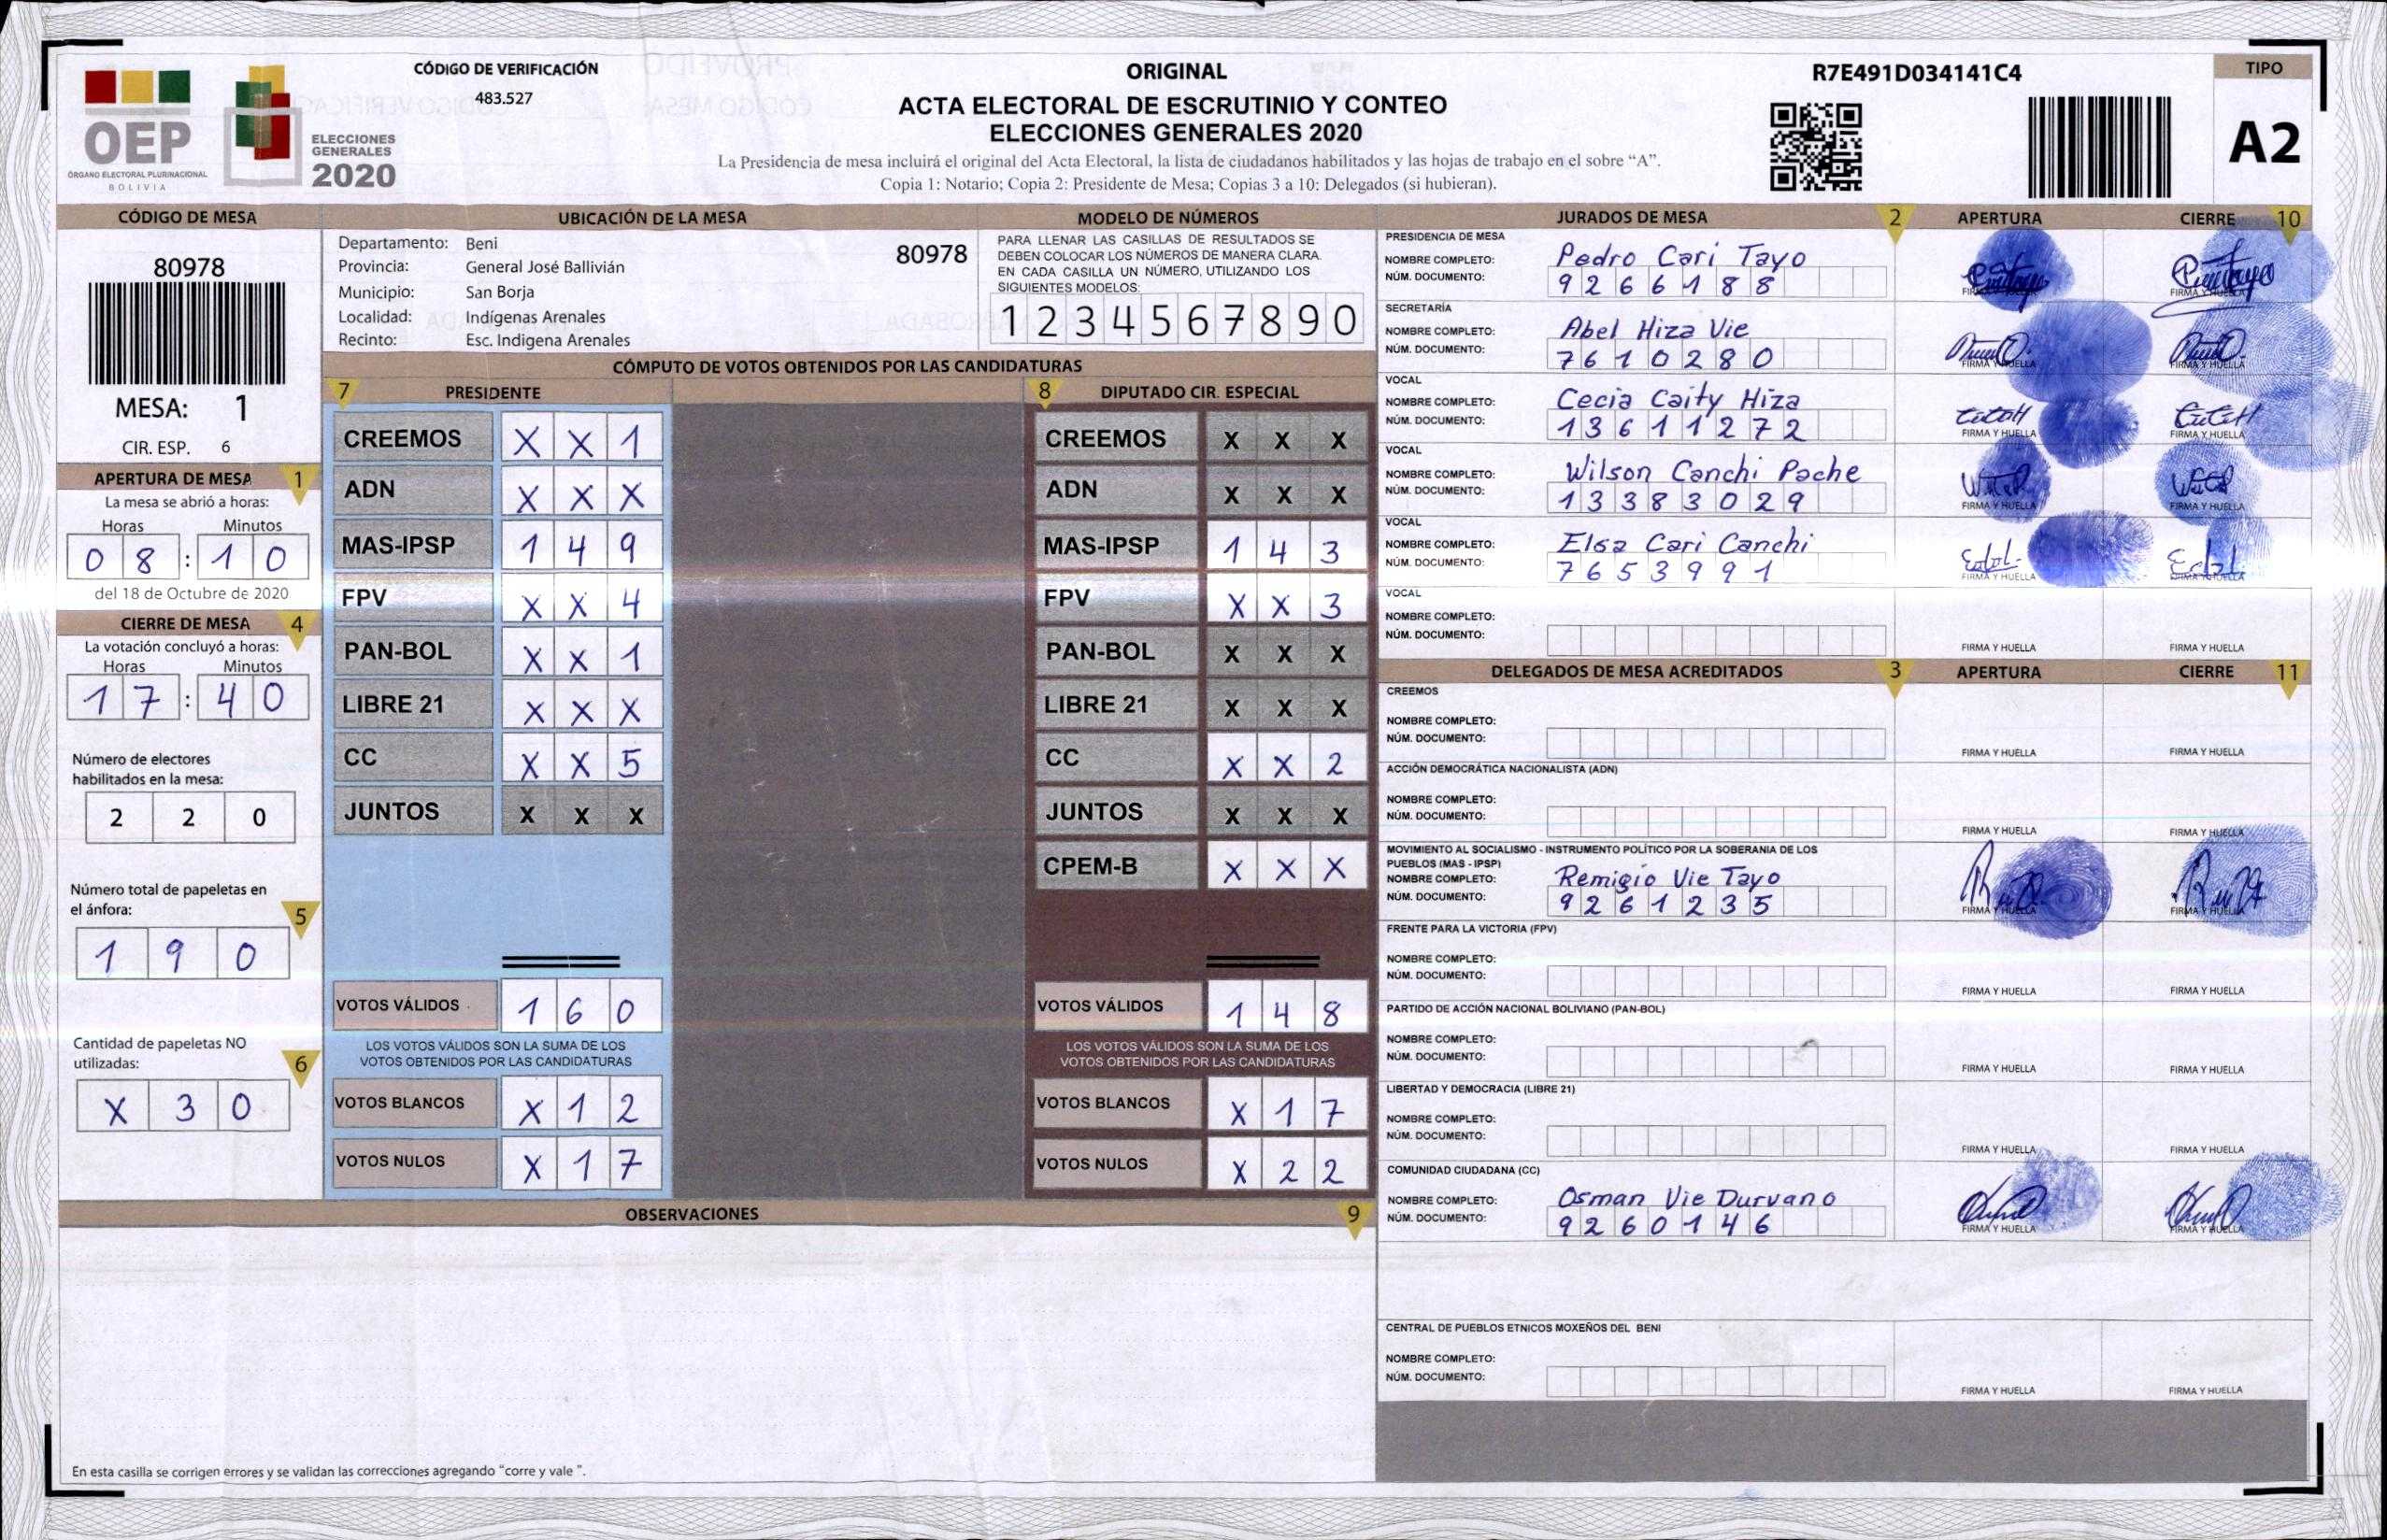 OEP
ÓRGANO ELECTORAL PLURINACIONAL
BOLIVIA
ELECCIONES
GENERALES
2020
CÓDIGO DE VERIFICACIÓN
483.527
ORIGINAL
ACTA ELECTORAL DE ESCRUTINIO Y CONTEO
ELECCIONES GENERALES 2020
La Presidencia de mesa incluirá el original del Acta Electoral, la lista de ciudadanos habilitados y las hojas de trabajo en el sobre “A”.
Copia 1: Notario; Copia 2: Presidente de Mesa; Copias 3 a 10: Delegados (si hubieran).
R7E491D034141C4
TIPO
A2
CÓDIGO DE MESA
80978
MESA: 1
CIR. ESP. 6
APERTURA DE MESA 1
La mesa se abrió a horas:
Horas Minutos
0 8 : 1 0
del 18 de Octubre de 2020
CIERRE DE MESA 4
La votación concluyó a horas:
Horas Minutos
1 7 : 4 0
Número de electores
habilitados en la mesa:
2 2 0
Número total de papeletas en
el ánfora: 5
1 9 0
Cantidad de papeletas NO
utilizadas: 6
X 3 0
UBICACIÓN DE LA MESA
Departamento: Beni 80978
Provincia: General José Ballivián
Municipio: San Borja
Localidad: Indígenas Arenales
Recinto: Esc. Indigena Arenales
MODELO DE NÚMEROS
PARA LLENAR LAS CASILLAS DE RESULTADOS SE
DEBEN COLOCAR LOS NÚMEROS DE MANERA CLARA.
EN CADA CASILLA UN NÚMERO, UTILIZANDO LOS
SIGUIENTES MODELOS:
1 2 3 4 5 6 7 8 9 0
CÓMPUTO DE VOTOS OBTENIDOS POR LAS CANDIDATURAS
7 PRESIDENTE
CREEMOS X X 1
ADN X X X
MAS-IPSP 1 4 9
FPV X X 4
PAN-BOL X X 1
LIBRE 21 X X X
CC X X 5
JUNTOS X X X
VOTOS VÁLIDOS 1 6 0
LOS VOTOS VÁLIDOS SON LA SUMA DE LOS
VOTOS OBTENIDOS POR LAS CANDIDATURAS
VOTOS BLANCOS X 1 2
VOTOS NULOS X 1 7
8 DIPUTADO CIR. ESPECIAL
CREEMOS X X X
ADN X X X
MAS-IPSP 1 4 3
FPV X X 3
PAN-BOL X X X
LIBRE 21 X X X
CC X X 2
JUNTOS X X X
CPEM-B X X X
VOTOS VÁLIDOS 1 4 8
LOS VOTOS VÁLIDOS SON LA SUMA DE LOS
VOTOS OBTENIDOS POR LAS CANDIDATURAS
VOTOS BLANCOS X 1 7
VOTOS NULOS X 2 2
OBSERVACIONES 9
En esta casilla se corrigen errores y se validan las correcciones agregando “corre y vale ”.
JURADOS DE MESA 2 APERTURA CIERRE 10
PRESIDENCIA DE MESA
NOMBRE COMPLETO: Pedro Cari Tayo
NÚM. DOCUMENTO: 9266188
FIRMA Y HUELLA
SECRETARÍA
NOMBRE COMPLETO: Abel Hiza Vie
NÚM. DOCUMENTO: 7610280
FIRMA Y HUELLA FIRMA Y HUELLA
VOCAL
NOMBRE COMPLETO: Cecia Caity Hiza
NÚM. DOCUMENTO: 13611272
FIRMA Y HUELLA FIRMA Y HUELLA
VOCAL
NOMBRE COMPLETO: Wilson Canchi Pache
NÚM. DOCUMENTO: 13383029
FIRMA Y HUELLA FIRMA Y HUELLA
VOCAL
NOMBRE COMPLETO: Elsa Cari Canchi
NÚM. DOCUMENTO: 7653991
FIRMA Y HUELLA FIRMA Y HUELLA
VOCAL
NOMBRE COMPLETO:
NÚM. DOCUMENTO:
FIRMA Y HUELLA FIRMA Y HUELLA
DELEGADOS DE MESA ACREDITADOS 3 APERTURA CIERRE 11
CREEMOS
NOMBRE COMPLETO:
NÚM. DOCUMENTO:
FIRMA Y HUELLA FIRMA Y HUELLA
ACCIÓN DEMOCRÁTICA NACIONALISTA (ADN)
NOMBRE COMPLETO:
NÚM. DOCUMENTO:
FIRMA Y HUELLA FIRMA Y HUELLA
MOVIMIENTO AL SOCIALISMO - INSTRUMENTO POLÍTICO POR LA SOBERANIA DE LOS
PUEBLOS (MAS - IPSP)
NOMBRE COMPLETO: Remigio Vie Tayo
NÚM. DOCUMENTO: 9261235
FIRMA Y HUELLA FIRMA Y HUELLA
FRENTE PARA LA VICTORIA (FPV)
NOMBRE COMPLETO:
NÚM. DOCUMENTO:
FIRMA Y HUELLA FIRMA Y HUELLA
PARTIDO DE ACCIÓN NACIONAL BOLIVIANO (PAN-BOL)
NOMBRE COMPLETO:
NÚM. DOCUMENTO:
FIRMA Y HUELLA FIRMA Y HUELLA
LIBERTAD Y DEMOCRACIA (LIBRE 21)
NOMBRE COMPLETO:
NÚM. DOCUMENTO:
FIRMA Y HUELLA FIRMA Y HUELLA
COMUNIDAD CIUDADANA (CC)
NOMBRE COMPLETO: Osman Vie Durvano
NÚM. DOCUMENTO: 9260146
FIRMA Y HUELLA FIRMA Y HUELLA
CENTRAL DE PUEBLOS ETNICOS MOXEÑOS DEL BENI
NOMBRE COMPLETO:
NÚM. DOCUMENTO:
FIRMA Y HUELLA FIRMA Y HUELLA